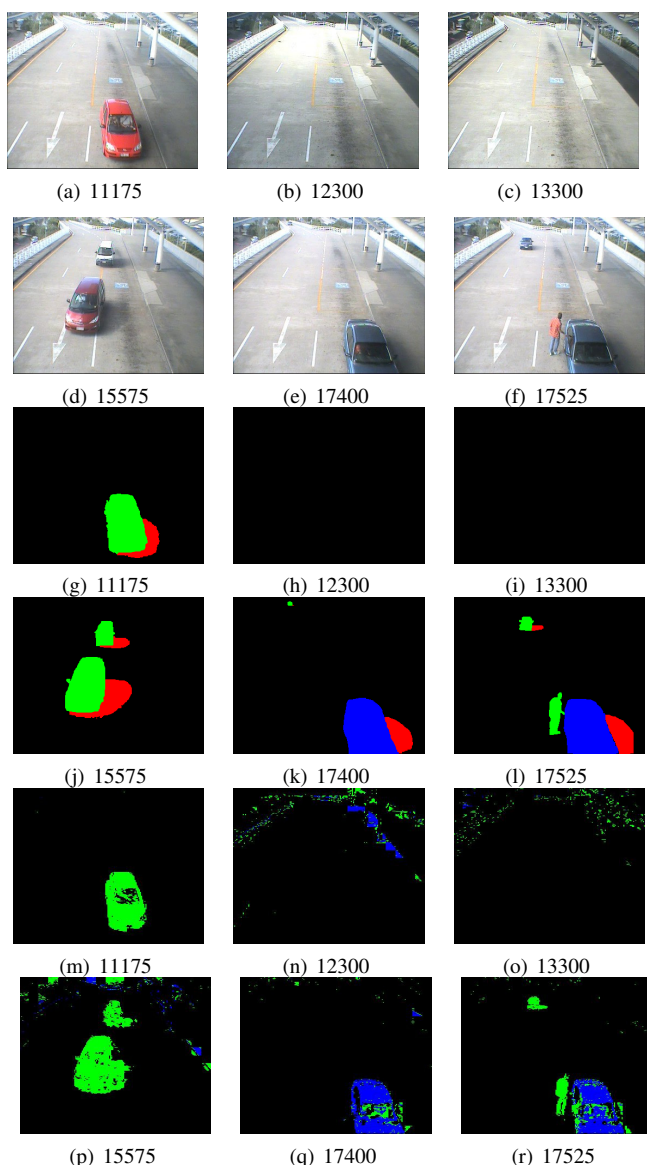 (a) 11175 (b) 12300 (c) 13300
(d) 15575 (e) 17400 (f) 17525
(g) 11175 (h) 12300 (i) 13300
(j) 15575 (k) 17400 (l) 17525
(m) 11175 (n) 12300 (o) 13300
(p) 15575 (q) 17400 (r) 17525